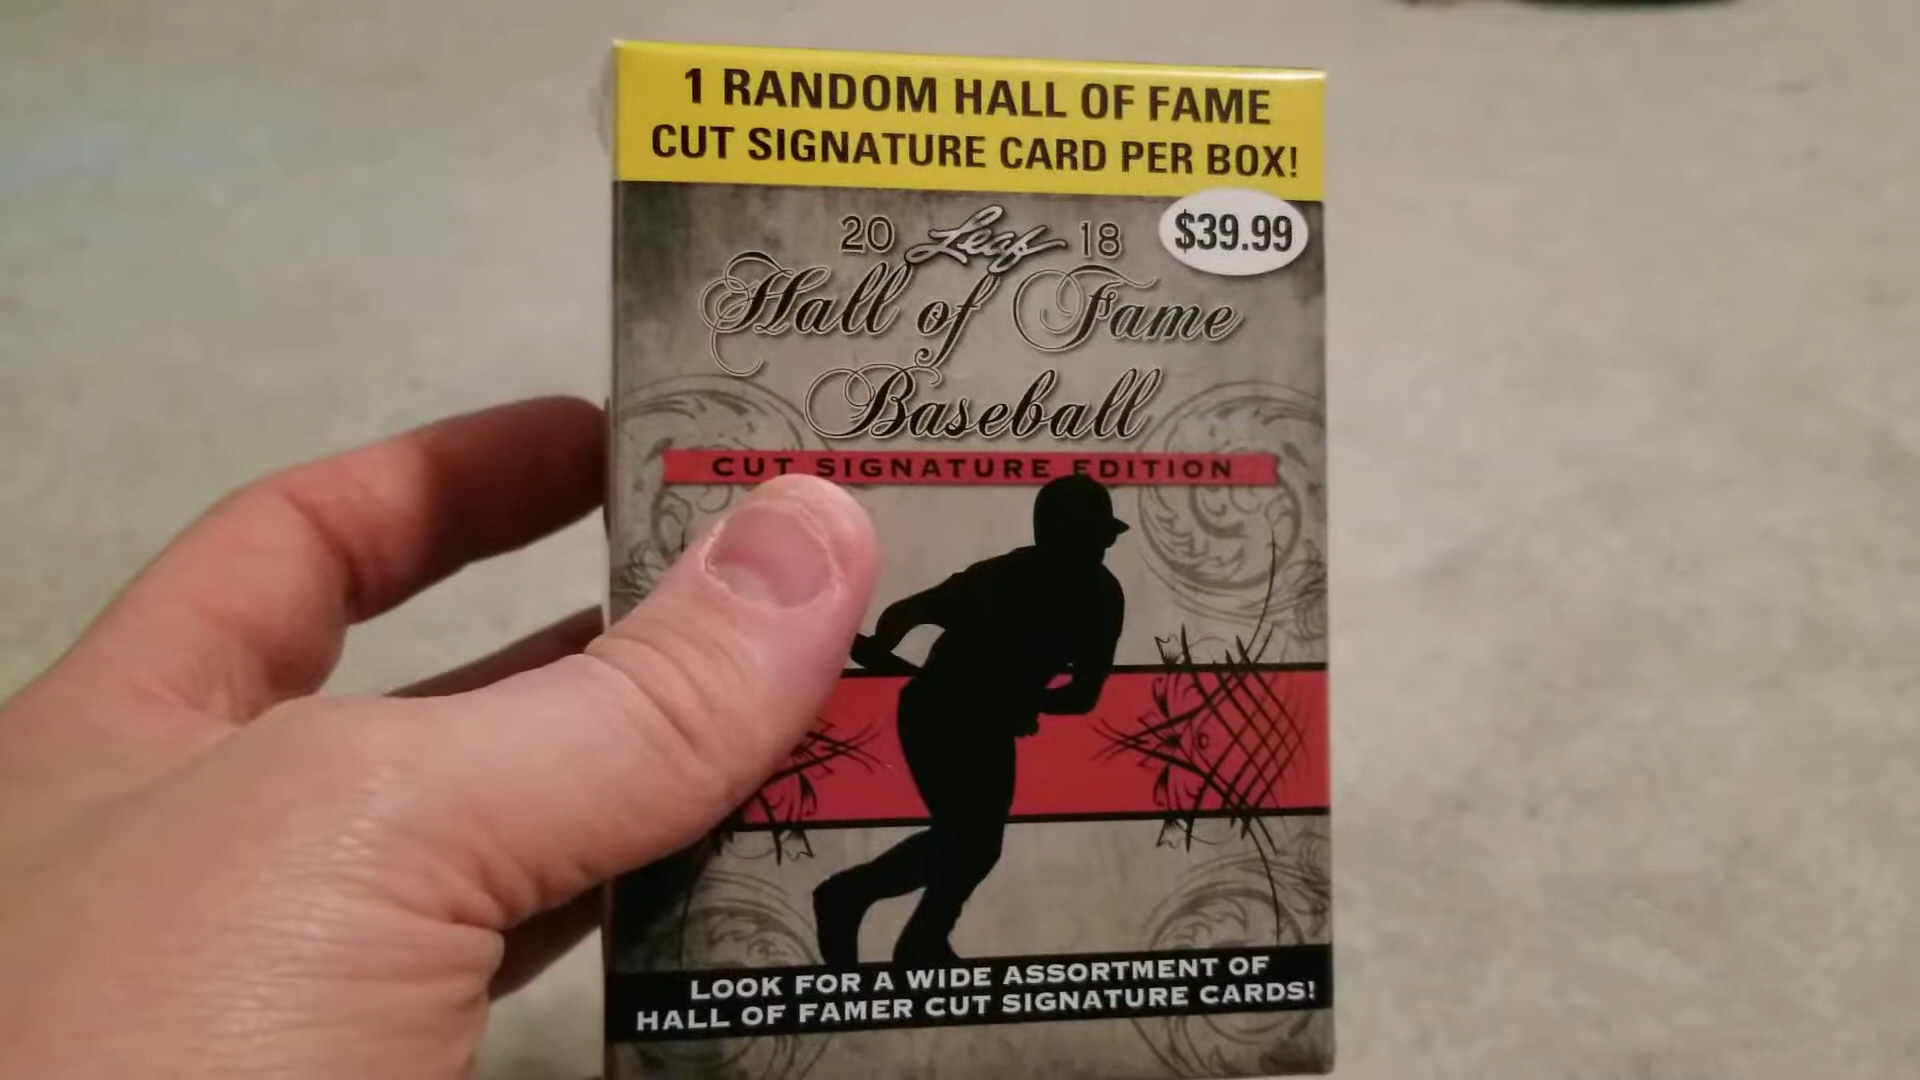 1 RANDOM HALL OF FAME
CUT SIGNATURE CARD PER BOX!
20 Leaf 18
$39.99
Hall of Fame
Baseball
CUT SIGNATURE EDITION
LOOK FOR A WIDE ASSORTMENT OF
HALL OF FAMER CUT SIGNATURE CARDS!